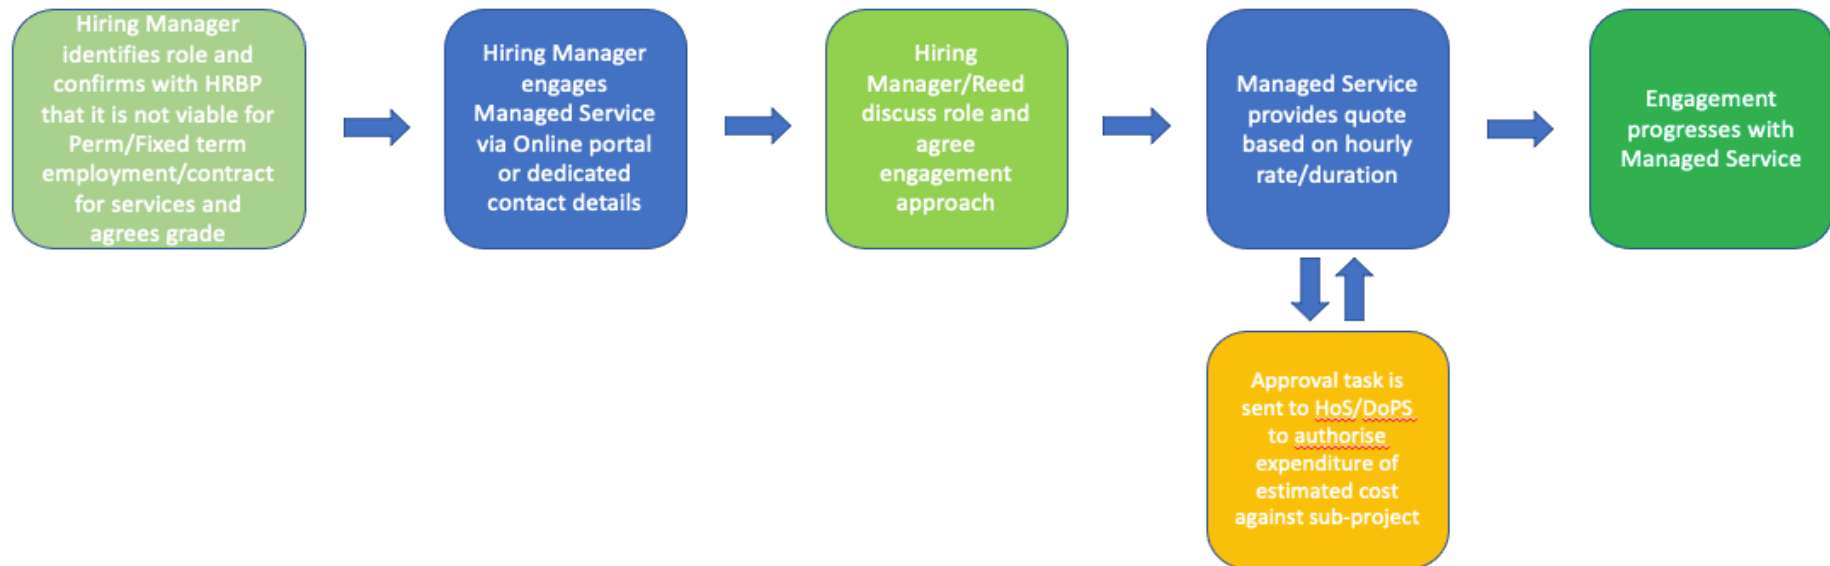 Hiring Manager
identifies role and
confirms with HRBP
that it is not viable for
Perm/Fixed term
employment/contract
for services and
agrees grade
Hiring Manager
engages
Managed Service
via Online portal
or dedicated
contact details
Hiring
Manager/Reed
discuss role and
agree
engagement
approach
Managed Service
provides quote
based on hourly
rate/duration
Engagement
progresses with
Managed Service
Approval task is
sent to HoS/DoPS
to authorise
expenditure of
estimated cost
against sub-project